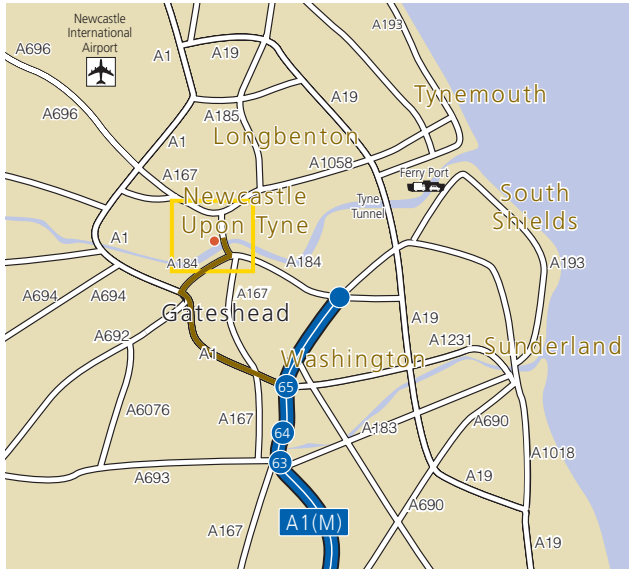 Newcastle
International
Airport
A193
A696
A1
A19
A19
Tynemouth
A696
A185
A1
Longbenton
A1058
A167
Ferry Port
Newcastle
Upon Tyne
Tyne
Tunnel
South
Shields
A1
A184
A184
A193
A694
A694
A167
Gateshead
A19
A692
A1231
Sunderland
A1
Washington
65
A6076
A167
64
A183
A690
63
A1018
A693
A19
A690
A167
A1(M)
A19